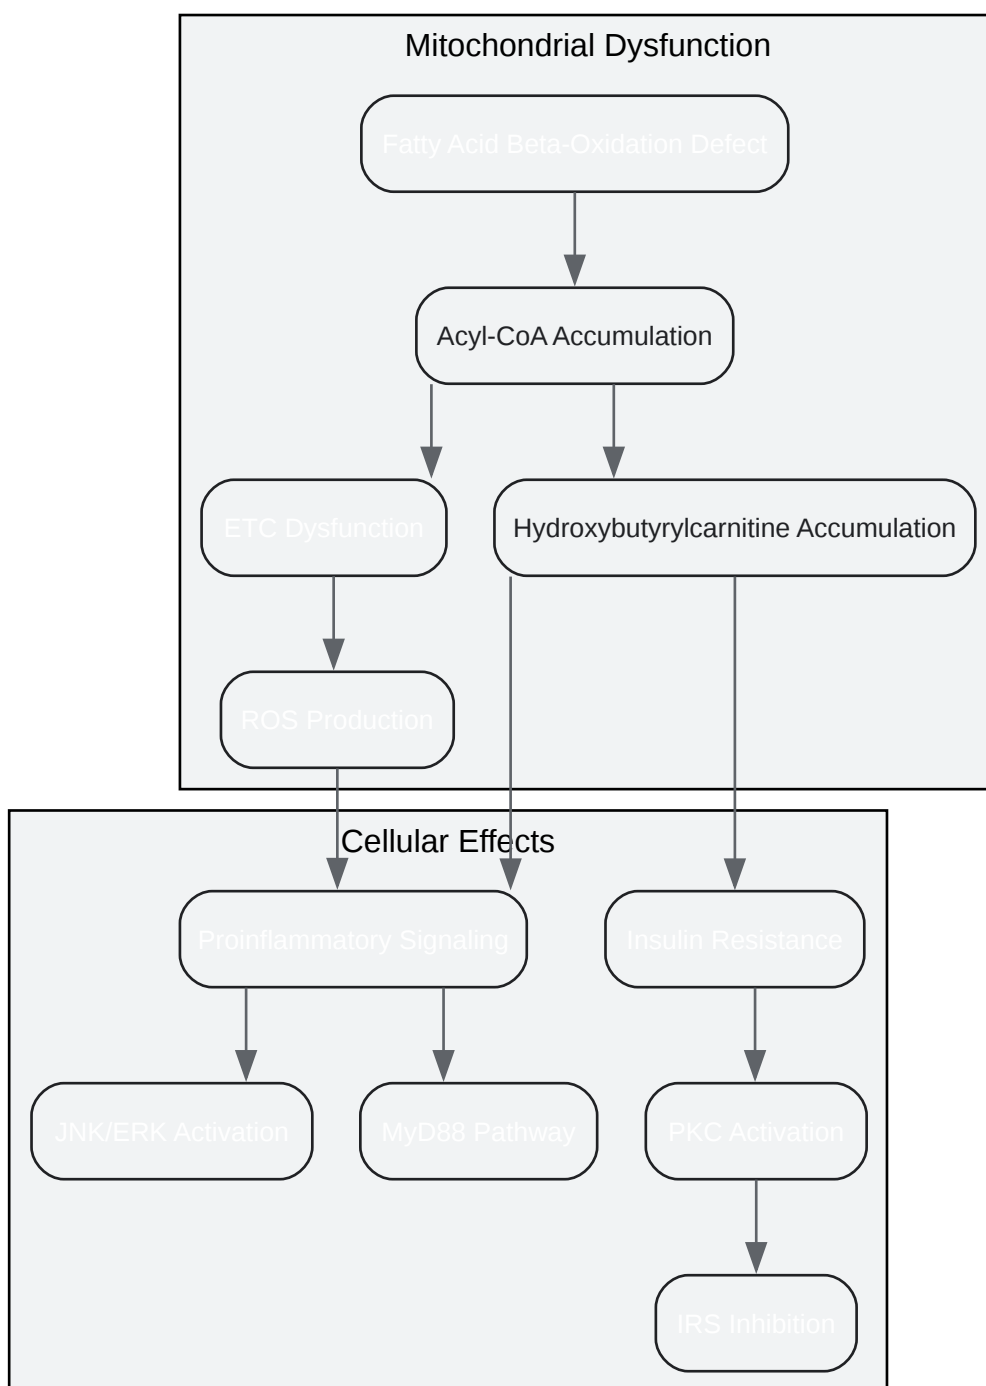 Mitochondrial Dysfunction
Fatty Acid Beta-Oxidation Defect
Acyl-CoA Accumulation
ETC Dysfunction
Hydroxybutyrylcarnitine Accumulation
ROS Production
Cellular Effects
Proinflammatory Signaling
Insulin Resistance
JNK/ERK Activation
MyD88 Pathway
PKC Activation
IRS Inhibition